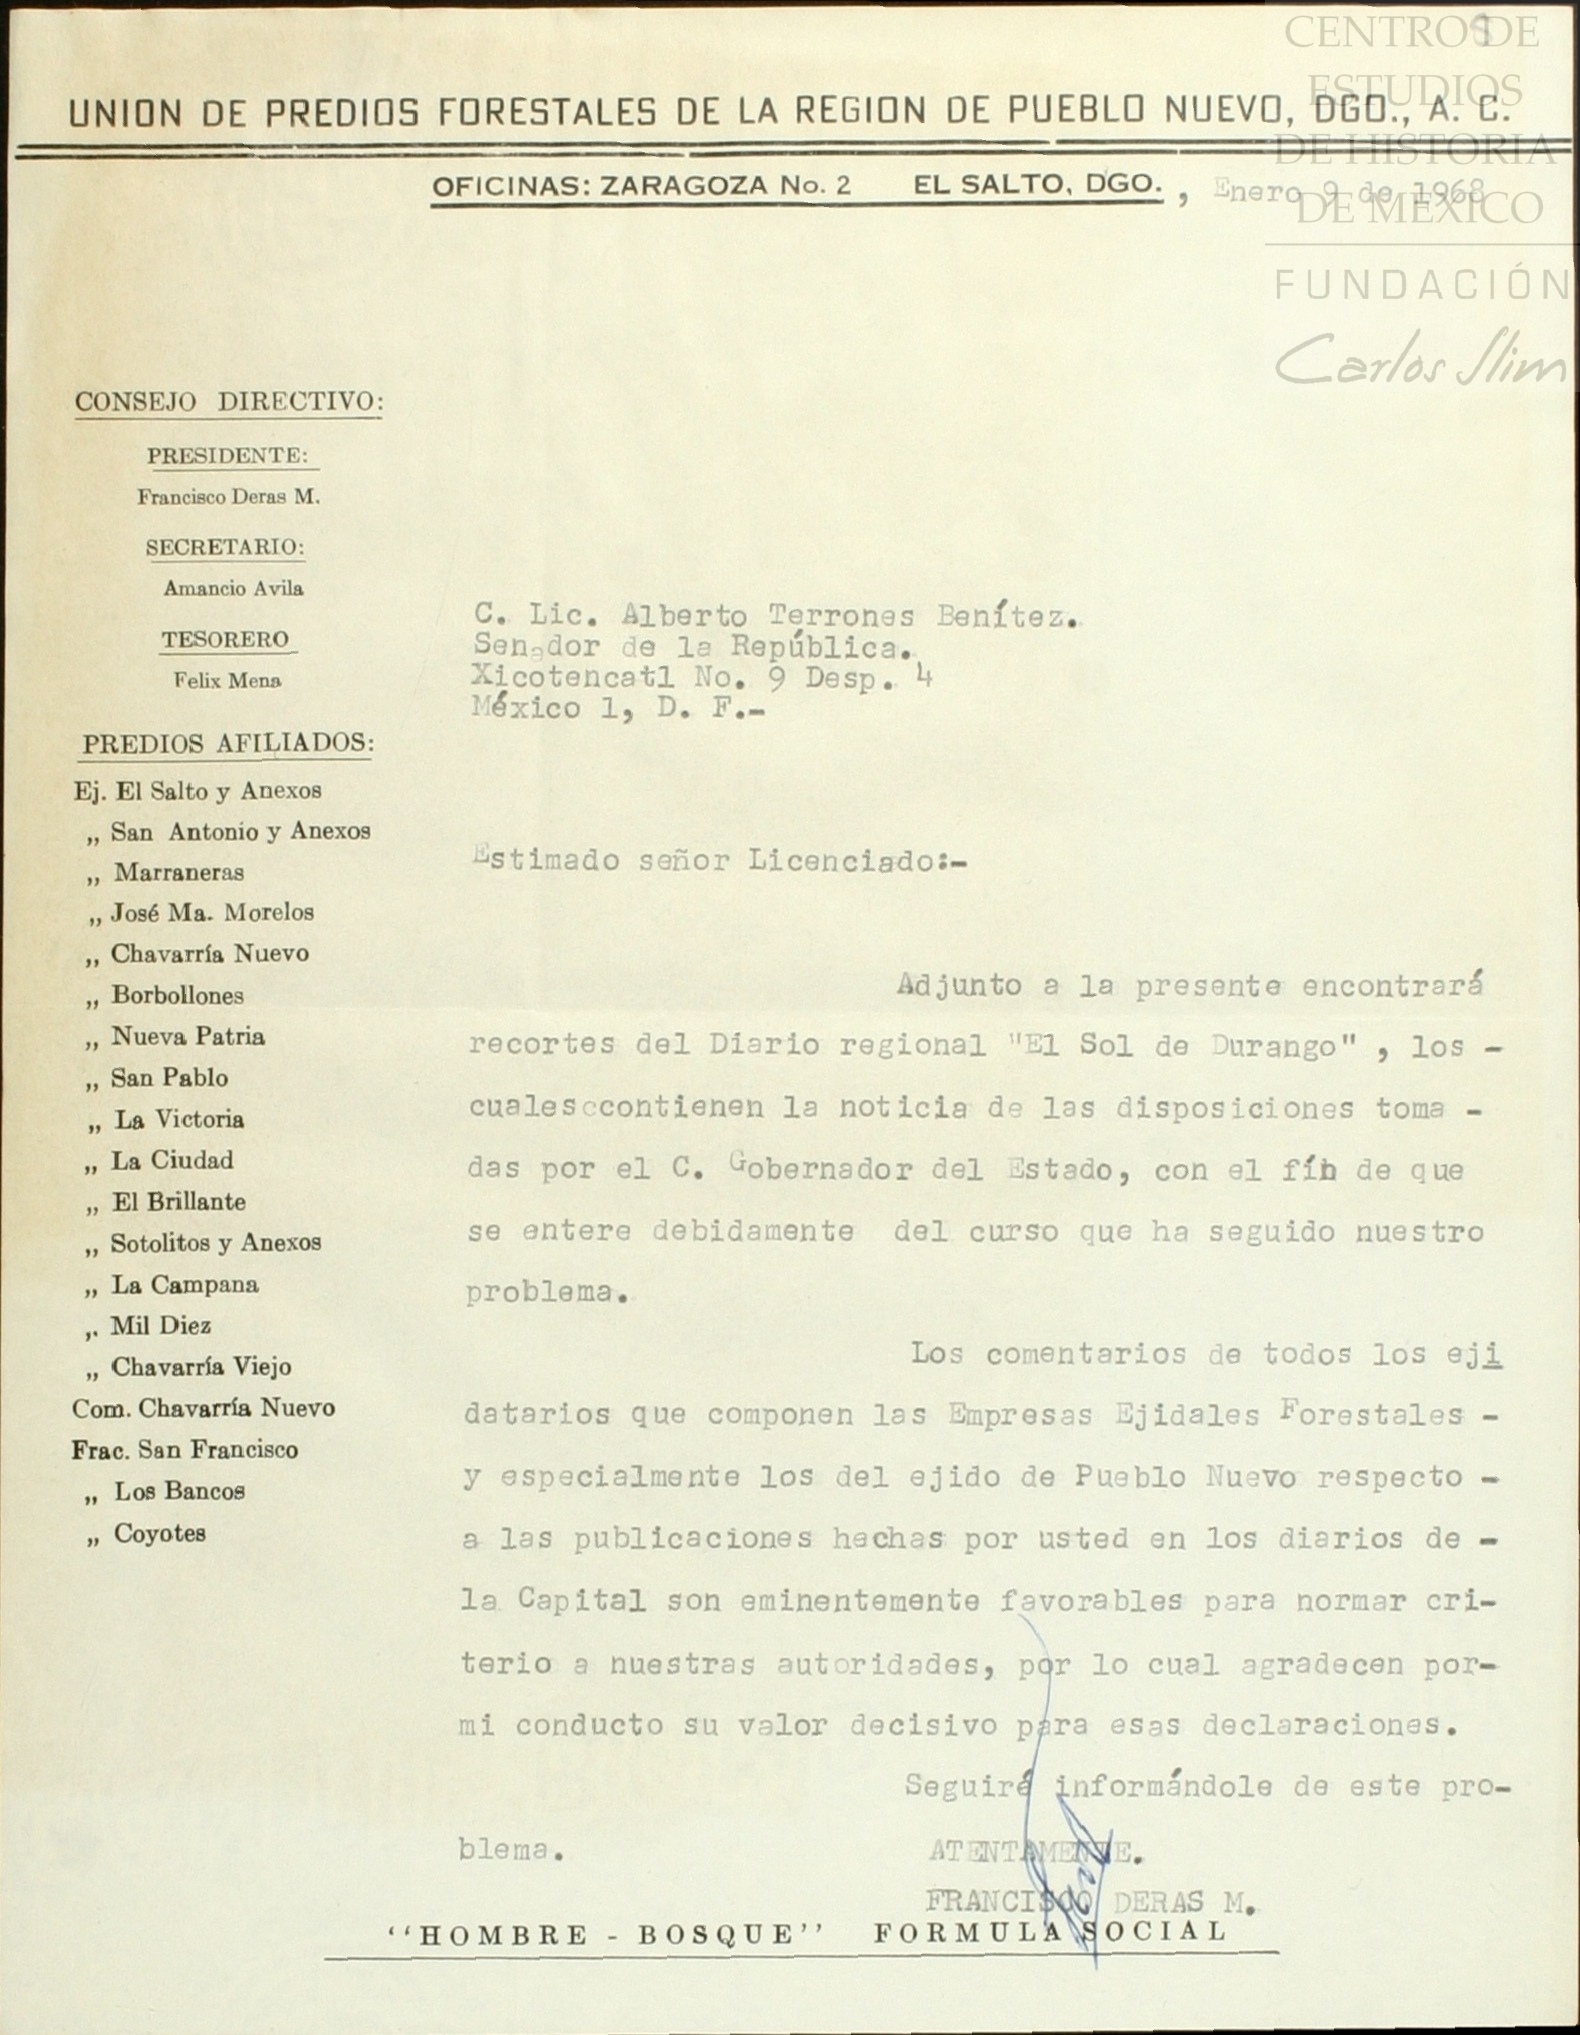 CENTRO DE
ESTUDIOS
DE HISTORIA
DE MEXICO
FUNDACIÓN
Carlos Slim
UNION DE PREDIOS FORESTALES DE LA REGION DE PUEBLO NUEVO, DGO., A. C.
OFICINAS: ZARAGOZA No. 2 EL SALTO, DGO. , Enero 9 de 1968
CONSEJO DIRECTIVO:
PRESIDENTE:
Francisco Deras M.
SECRETARIO:
Amancio Avila
TESORERO
Felix Mena
PREDIOS AFILIADOS:
Ej. El Salto y Anexos
,, San Antonio y Anexos
,, Marraneras
,, José Ma. Morelos
,, Chavarría Nuevo
,, Borbollones
,, Nueva Patria
,, San Pablo
,, La Victoria
,, La Ciudad
,, El Brillante
,, Sotolitos y Anexos
,, La Campana
,. Mil Diez
,, Chavarría Viejo
Com. Chavarría Nuevo
Frac. San Francisco
,, Los Bancos
,, Coyotes
C. Lic. Alberto Terrones Benítez.
Senador de la República.
Xicotencatl No. 9 Desp. 4
México 1, D. F.-
Estimado señor Licenciado:-
Adjunto a la presente encontrará
recortes del Diario regional "El Sol de Durango" , los -
cualesccontienen la noticia de las disposiciones toma -
das por el C. Gobernador del Estado, con el fín de que
se entere debidamente del curso que ha seguido nuestro
problema.
Los comentarios de todos los eji
datarios que componen las Empresas Ejidales Forestales -
y especialmente los del ejido de Pueblo Nuevo respecto -
a las publicaciones hechas por usted en los diarios de -
la Capital son eminentemente favorables para normar cri-
terio a nuestras autoridades, por lo cual agradecen por-
mi conducto su valor decisivo para esas declaraciones.
Seguiré informándole de este pro-
blema.
ATENTAMENTE.
FRANCISCO DERAS M.
"HOMBRE - BOSQUE" FORMULA SOCIAL